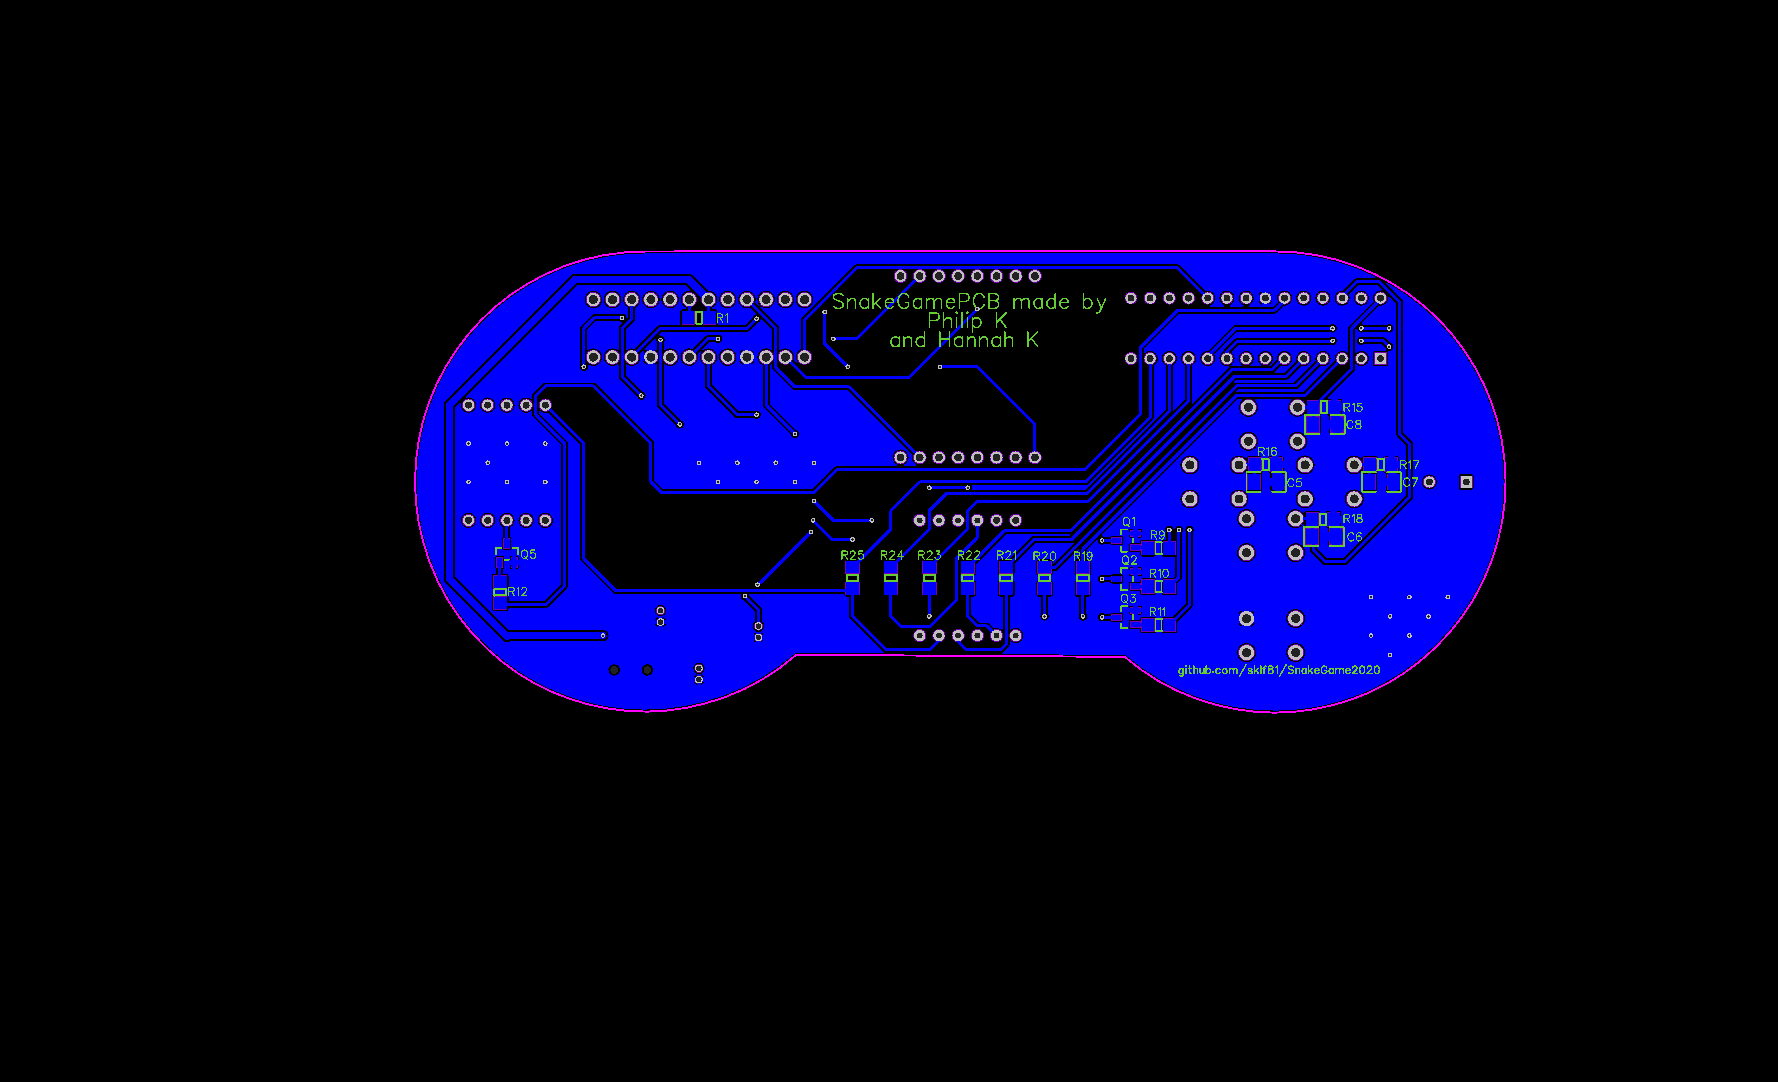 SnakeGamePCB made by
Philip K
and Hannah K
R1
R15
C8
R16
C5
R17
C7
R18
C6
Q5
R12
R25 R24 R23 R22 R21 R20 R19
Q1
R9
Q2
R10
Q3
R11
github.com/sklf81/SnakeGame2020